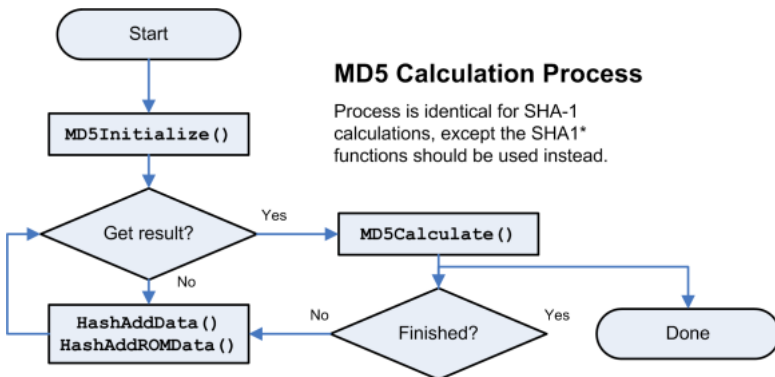 Start
MD5 Calculation Process
Process is identical for SHA-1
calculations, except the SHA1*
functions should be used instead.
MD5Initialize()
Get result?
Yes
MD5Calculate()
No
HashAddData()
HashAddROMData()
No
Finished?
Yes
Done